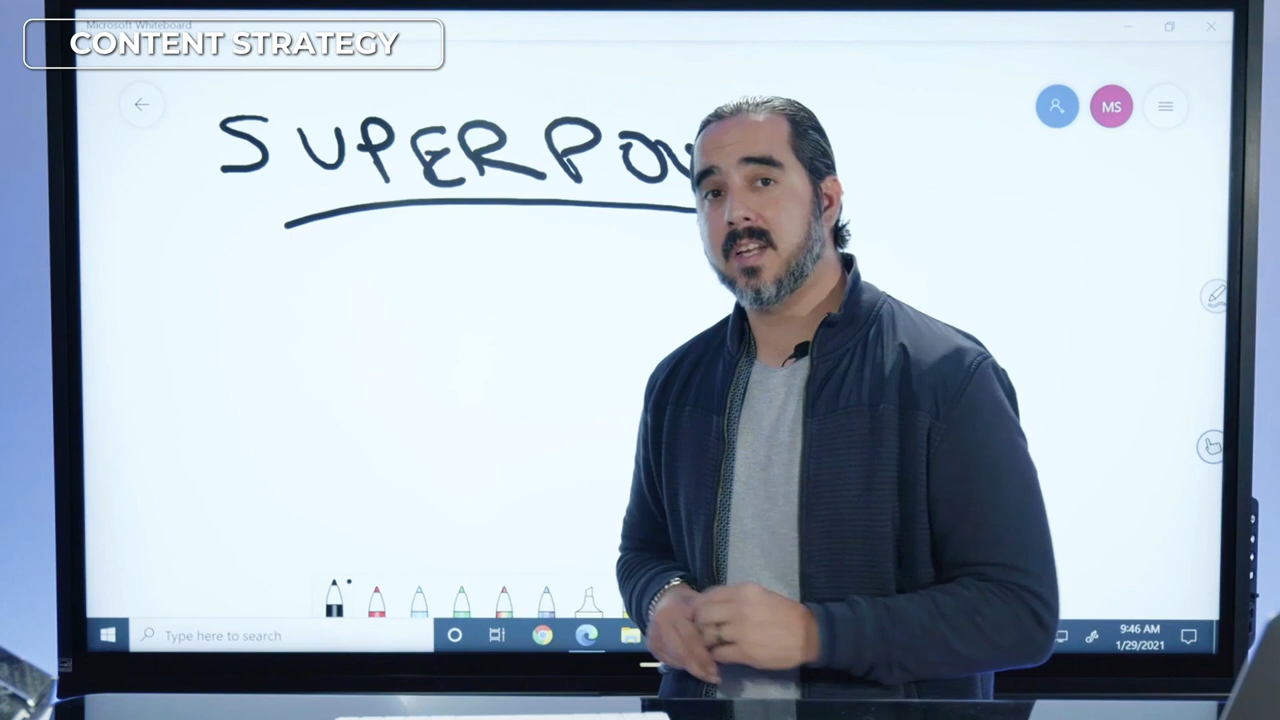 Microsoft Whiteboard
CONTENT STRATEGY
MS
SUPERPOW
Type here to search
9:46 AM
1/29/2021